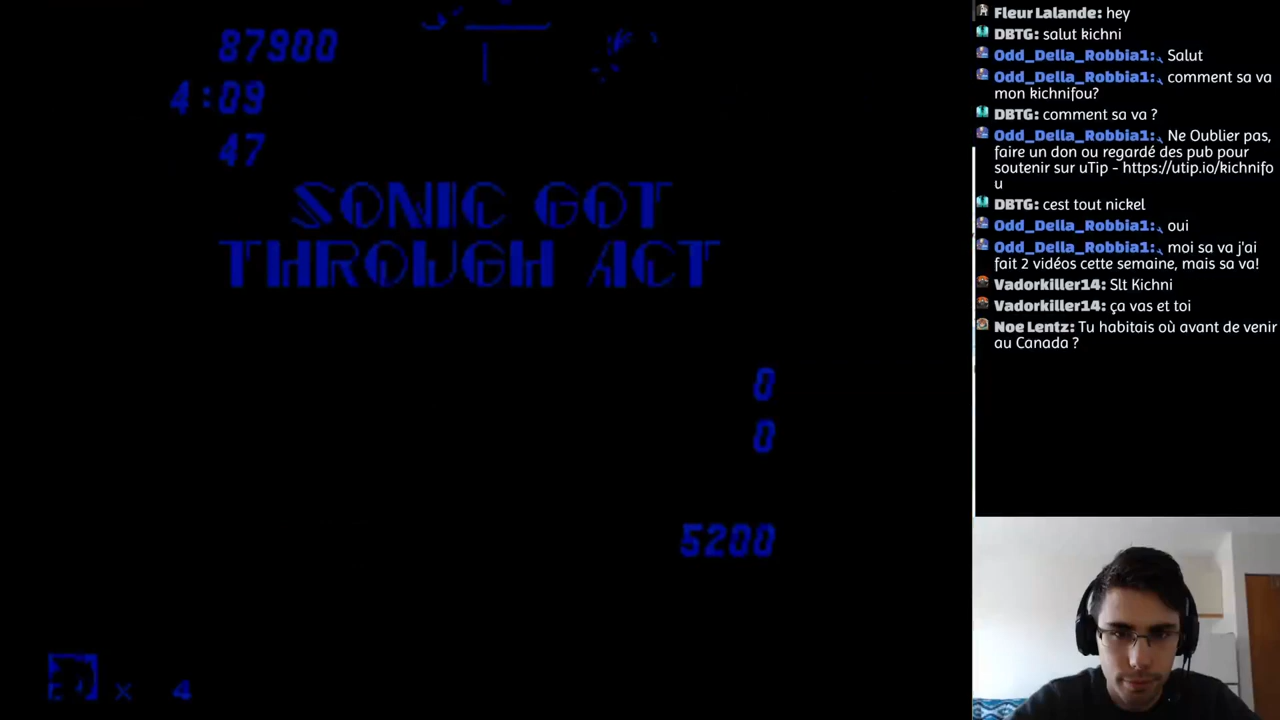 87900
4:09
47
SONIC GOT
THROUGH ACT
0
0
5200
x 4
Fleur Lalande: hey
DBTG: salut kichni
Odd_Della_Robbia1: Salut
Odd_Della_Robbia1: comment sa va
mon kichnifou?
DBTG: comment sa va ?
Odd_Della_Robbia1: Ne Oublier pas,
faire un don ou regardé des pub pour
soutenir sur uTip - https://utip.io/kichnifo
u
DBTG: cest tout nickel
Odd_Della_Robbia1: oui
Odd_Della_Robbia1: moi sa va j'ai
fait 2 vidéos cette semaine, mais sa va!
Vadorkiller14: Slt Kichni
Vadorkiller14: ça vas et toi
Noe Lentz: Tu habitais où avant de venir
au Canada ?